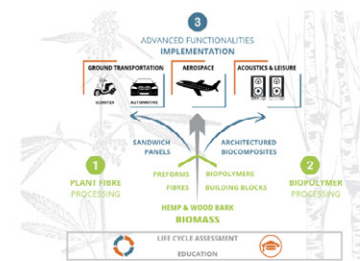 3
ADVANCED FUNCTIONALITIES
IMPLEMENTATION
GROUND TRANSPORTATION
AEROSPACE
ACOUSTICS & LEISURE
SCOOTER
AUTOMOTIVE
SANDWICH
PANELS
ARCHITECTURED
BIOCOMPOSITES
1
PLANT FIBRE
PROCESSING
PREFORMS
FIBRES
BIOPOLYMERS
BUILDING BLOCKS
2
BIOPOLYMER
PROCESSING
HEMP & WOOD BARK
BIOMASS
LIFE CYCLE ASSESSMENT
EDUCATION